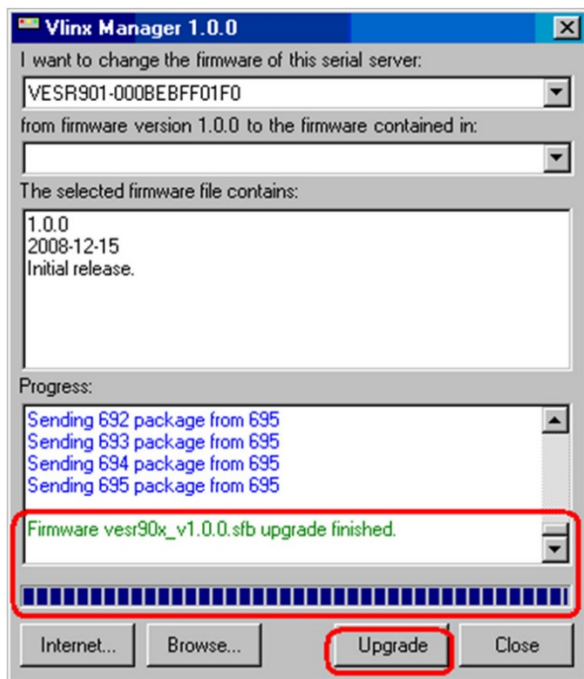 Vlinx Manager 1.0.0
I want to change the firmware of this serial server:
VESR901-000BEBFF01F0
from firmware version 1.0.0 to the firmware contained in:
The selected firmware file contains:
1.0.0
2008-12-15
Initial release.
Progress:
Sending 692 package from 695
Sending 693 package from 695
Sending 694 package from 695
Sending 695 package from 695
Firmware vesr90x_v1.0.0.sfb upgrade finished.
Internet... Browse... Upgrade Close